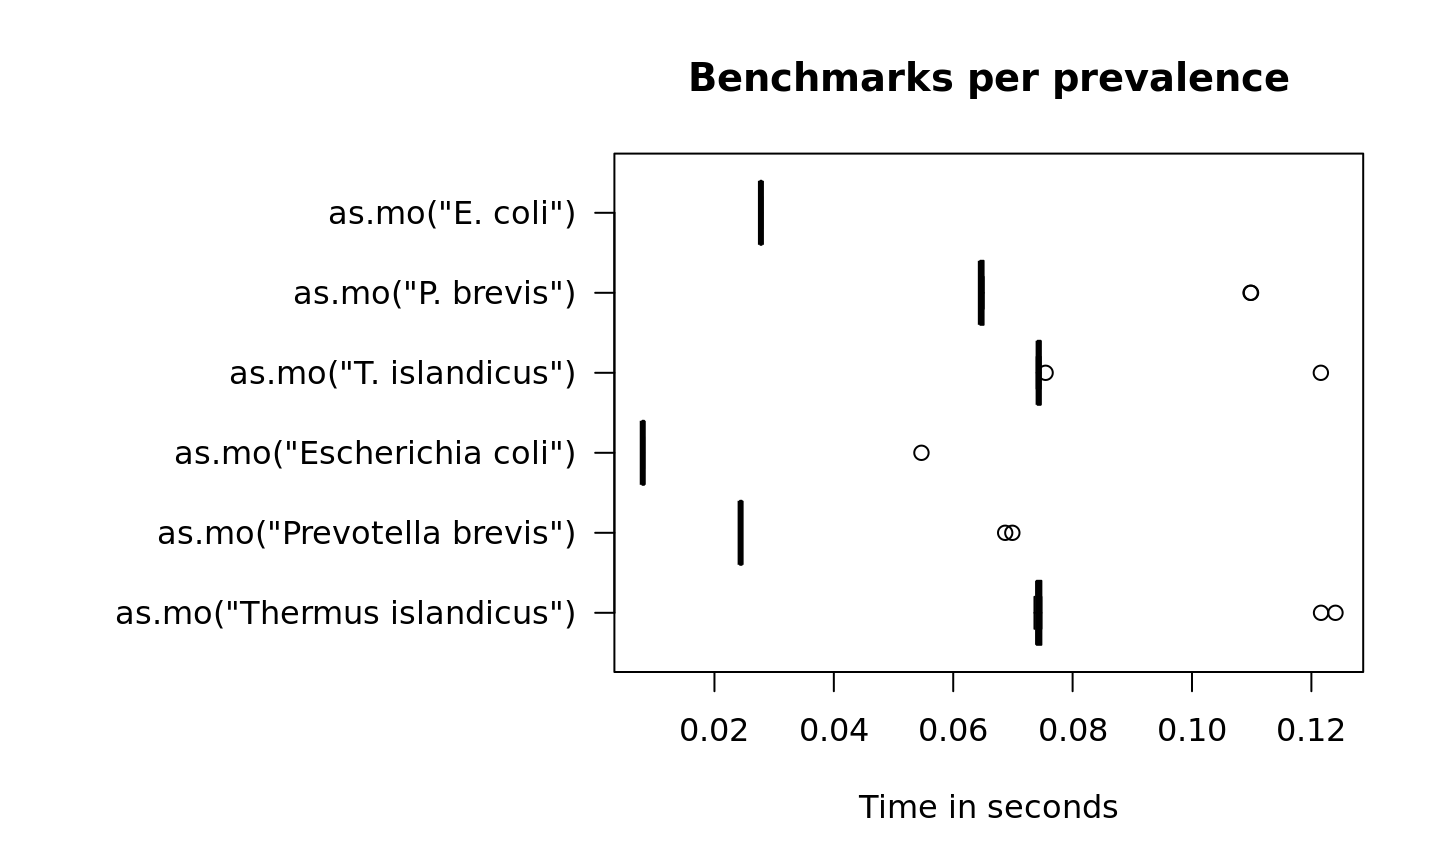 Benchmarks per prevalence
as.mo("E. coli")
as.mo("P. brevis")
as.mo("T. islandicus")
as.mo("Escherichia coli")
as.mo("Prevotella brevis")
as.mo("Thermus islandicus")
0.02 0.04 0.06 0.08 0.10 0.12
Time in seconds